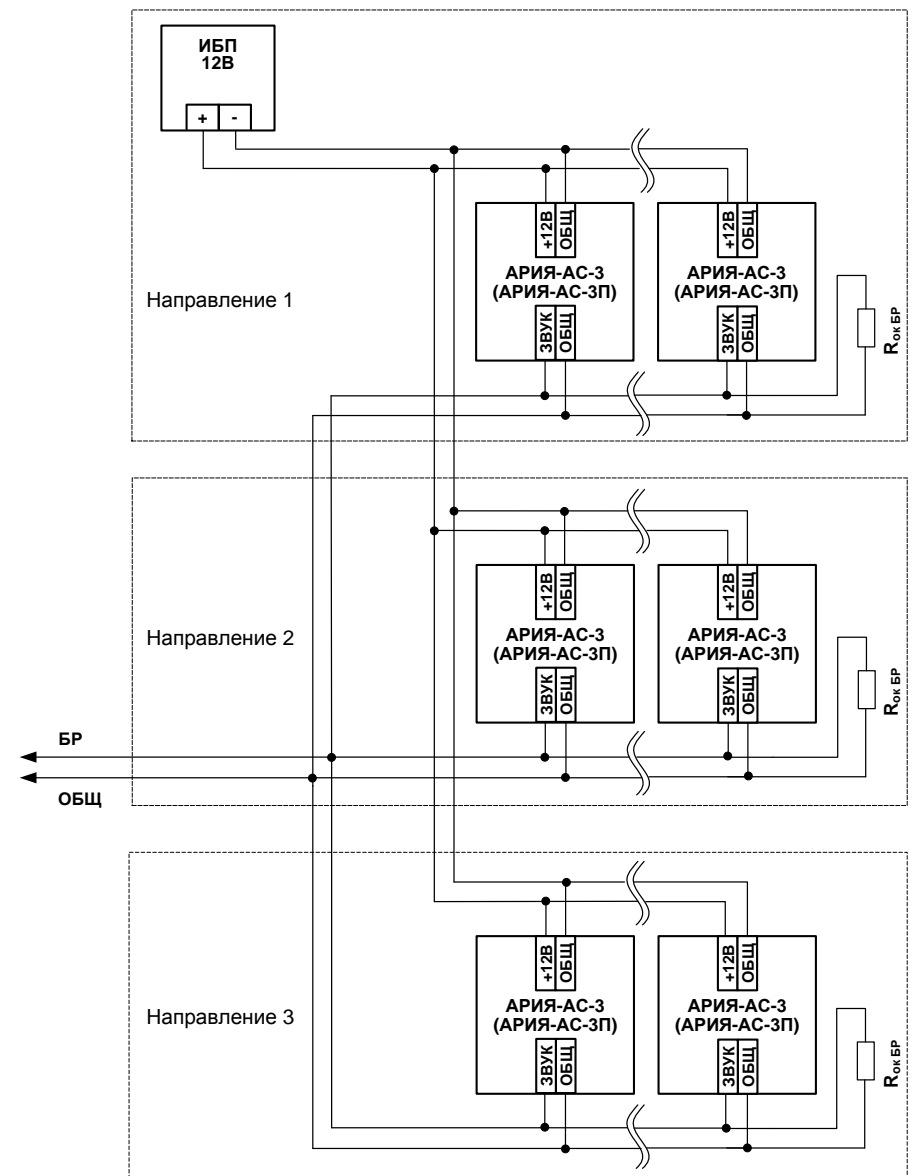 ИБП
12В
+ -
+12В ОБЩ +12В ОБЩ
АРИЯ-АС-3 АРИЯ-АС-3
(АРИЯ-АС-3П) (АРИЯ-АС-3П)
Направление 1
ЗВУК ОБЩ ЗВУК ОБЩ
Rок БР
+12В ОБЩ +12В ОБЩ
АРИЯ-АС-3 АРИЯ-АС-3
(АРИЯ-АС-3П) (АРИЯ-АС-3П)
Направление 2
ЗВУК ОБЩ ЗВУК ОБЩ
Rок БР
БР
ОБЩ
+12В ОБЩ +12В ОБЩ
АРИЯ-АС-3 АРИЯ-АС-3
(АРИЯ-АС-3П) (АРИЯ-АС-3П)
Направление 3
ЗВУК ОБЩ ЗВУК ОБЩ
Rок БР